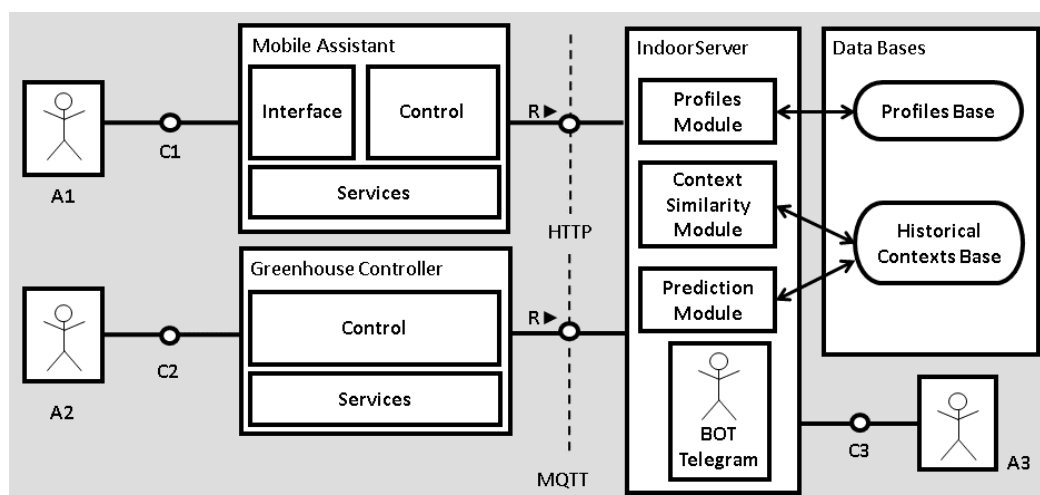 Mobile Assistant
Interface
Control
Services
A1
C1
R ►
HTTP
Greenhouse Controller
Control
Services
A2
C2
R ►
MQTT
IndoorServer
Profiles
Module
Context
Similarity
Module
Prediction
Module
BOT
Telegram
Data Bases
Profiles Base
Historical
Contexts Base
C3
A3